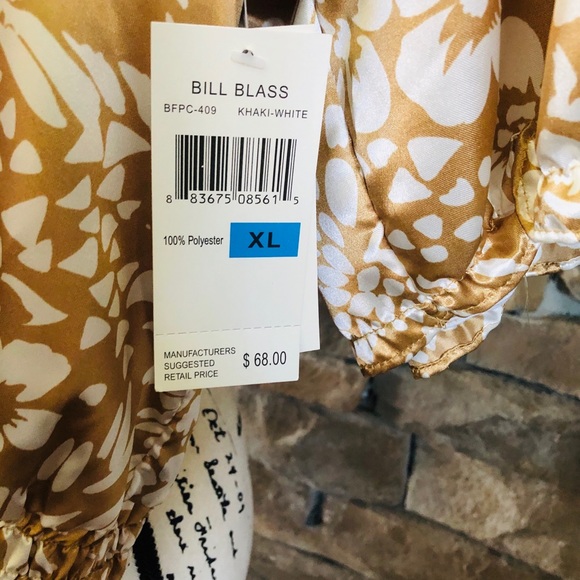 BILL BLASS
BFPC-409 KHAKI-WHITE
8 83675 08561 5
100% Polyester XL
MANUFACTURERS
SUGGESTED
RETAIL PRICE
$ 68.00